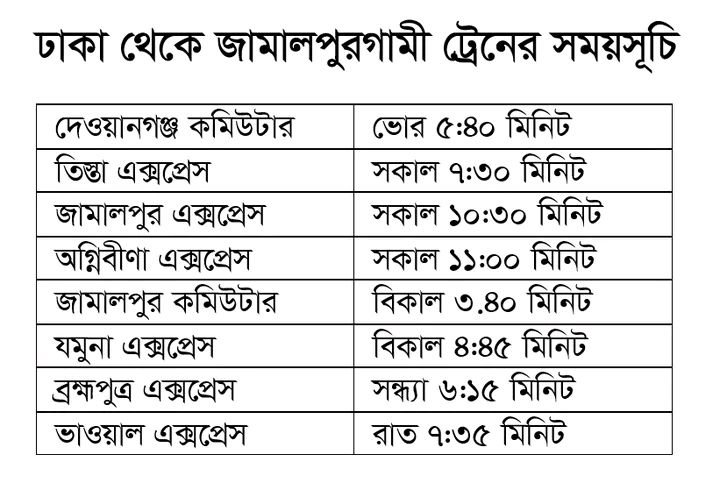 ঢাকা থেকে জামালপুরগামী ট্রেনের সময়সূচি
দেওয়ানগঞ্জ কমিউটার ভোর ৫:৪০ মিনিট
তিস্তা এক্সপ্রেস সকাল ৭:৩০ মিনিট
জামালপুর এক্সপ্রেস সকাল ১০:৩০ মিনিট
অগ্নিবীণা এক্সপ্রেস সকাল ১১:০০ মিনিট
জামালপুর কমিউটার বিকাল ৩.৪০ মিনিট
যমুনা এক্সপ্রেস বিকাল ৪:৪৫ মিনিট
ব্রহ্মপুত্র এক্সপ্রেস সন্ধ্যা ৬:১৫ মিনিট
ভাওয়াল এক্সপ্রেস রাত ৭:৩৫ মিনিট